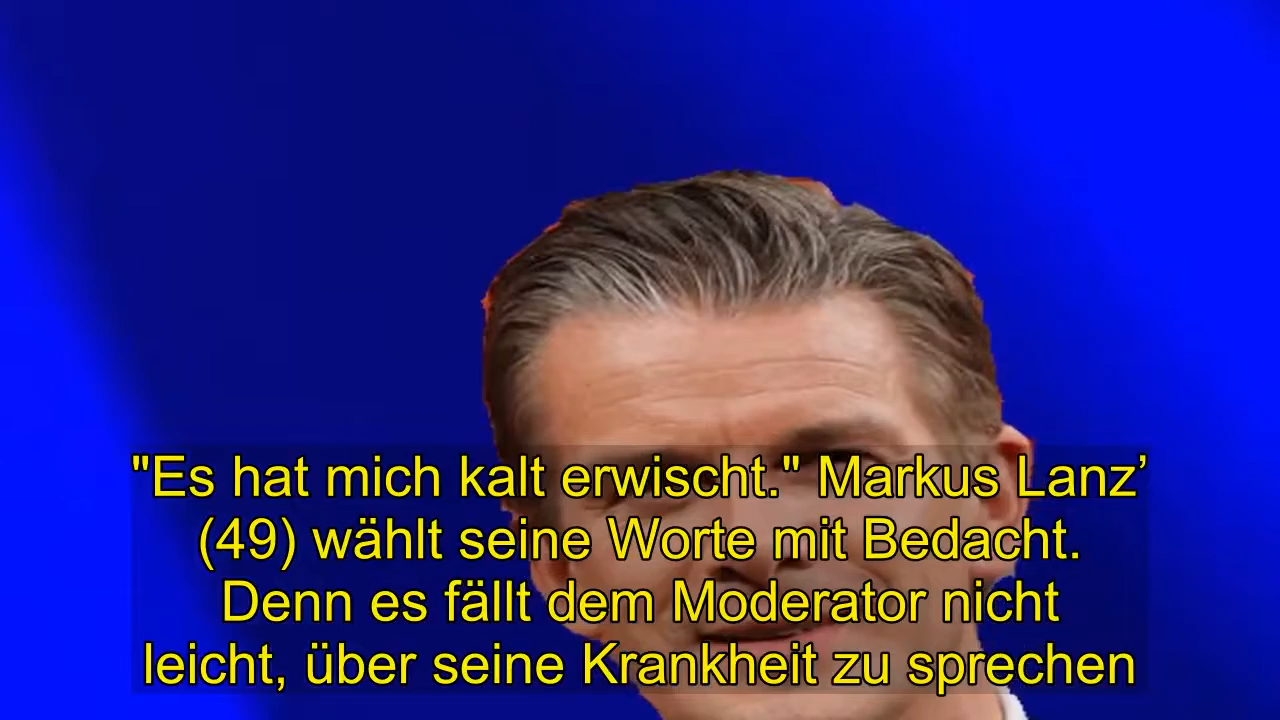 "Es hat mich kalt erwischt." Markus Lanz’
(49) wählt seine Worte mit Bedacht.
Denn es fällt dem Moderator nicht
leicht, über seine Krankheit zu sprechen